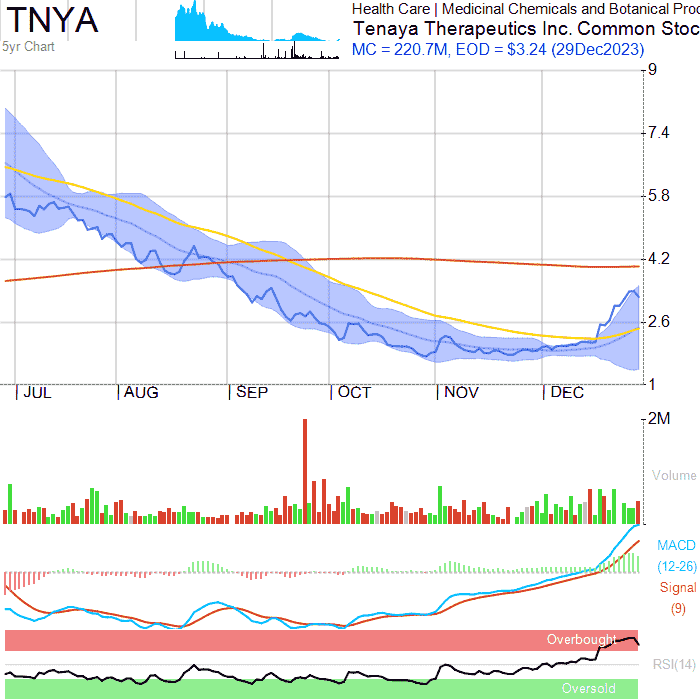 TNYA
5yr Chart
Health Care | Medicinal Chemicals and Botanical Proc
Tenaya Therapeutics Inc. Common Stoc
MC = 220.7M, EOD = $3.24 (29Dec2023)
9
7.4
5.8
4.2
2.6
1
JUL AUG SEP OCT NOV DEC
2M
Volume
MACD
(12-26)
Signal
(9)
Overbought
RSI(14)
Oversold